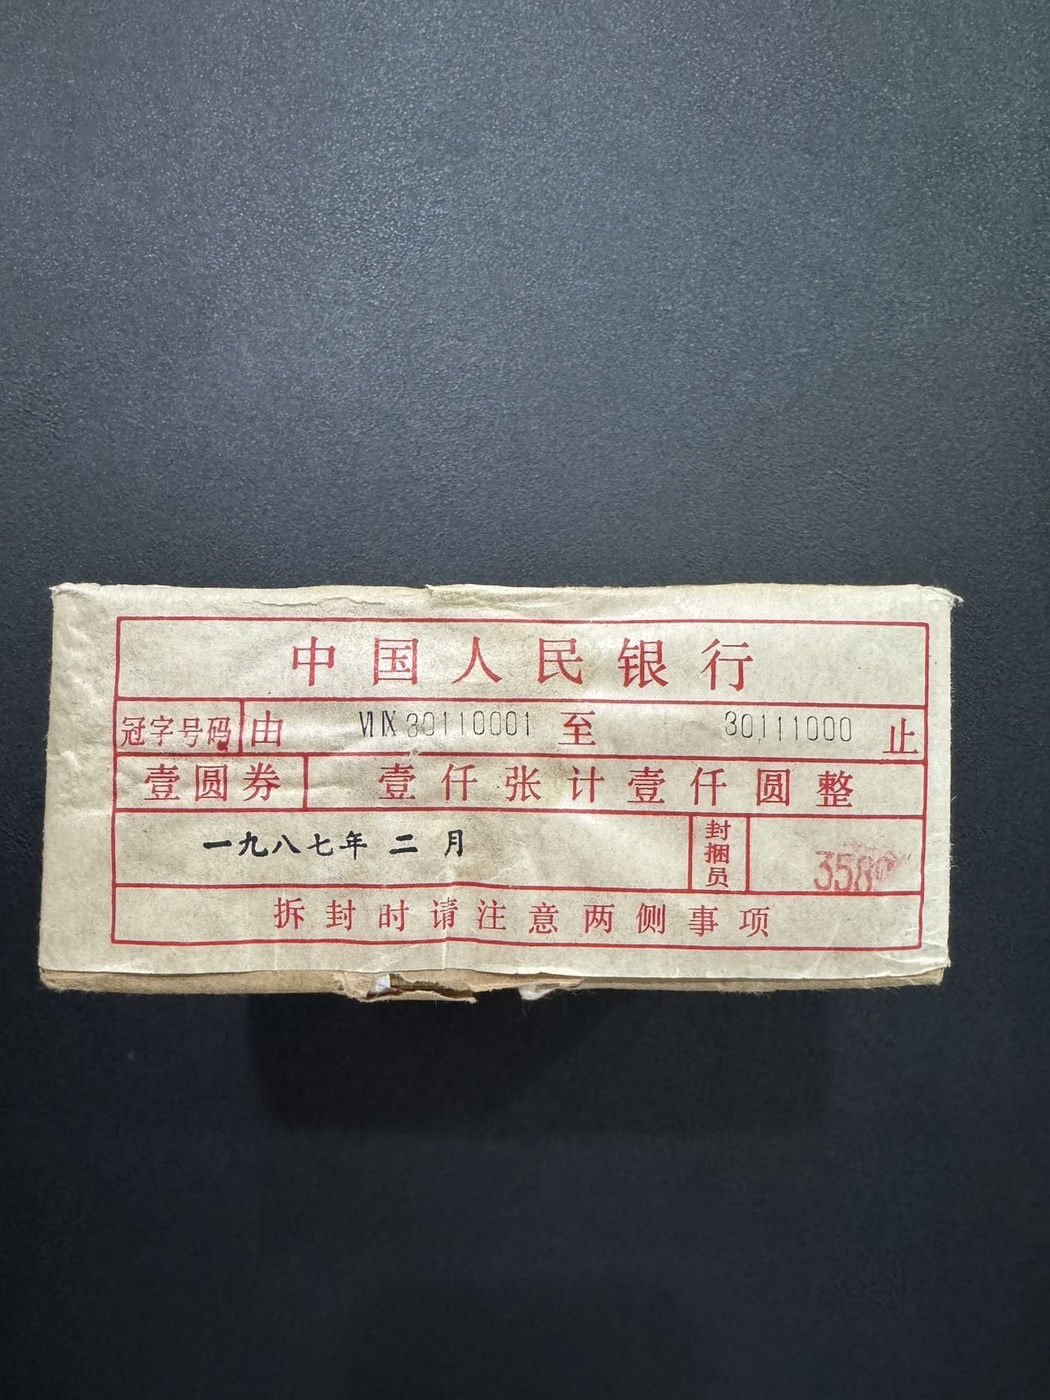 中国人民银行
冠字号码 由 ⅥⅨ 30110001 至 30111000 止
壹圆券 壹仟张计壹仟圆整
一九八七年 二 月 封捆员 358
拆封时请注意两侧事项